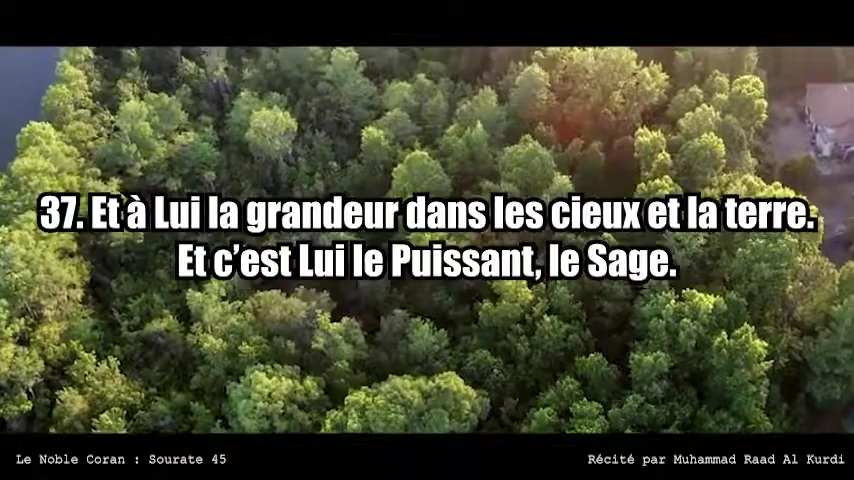 37. Et à Lui la grandeur dans les cieux et la terre.
Et c’est Lui le Puissant, le Sage.
Le Noble Coran : Sourate 45
Récité par Muhammad Raad Al Kurdi